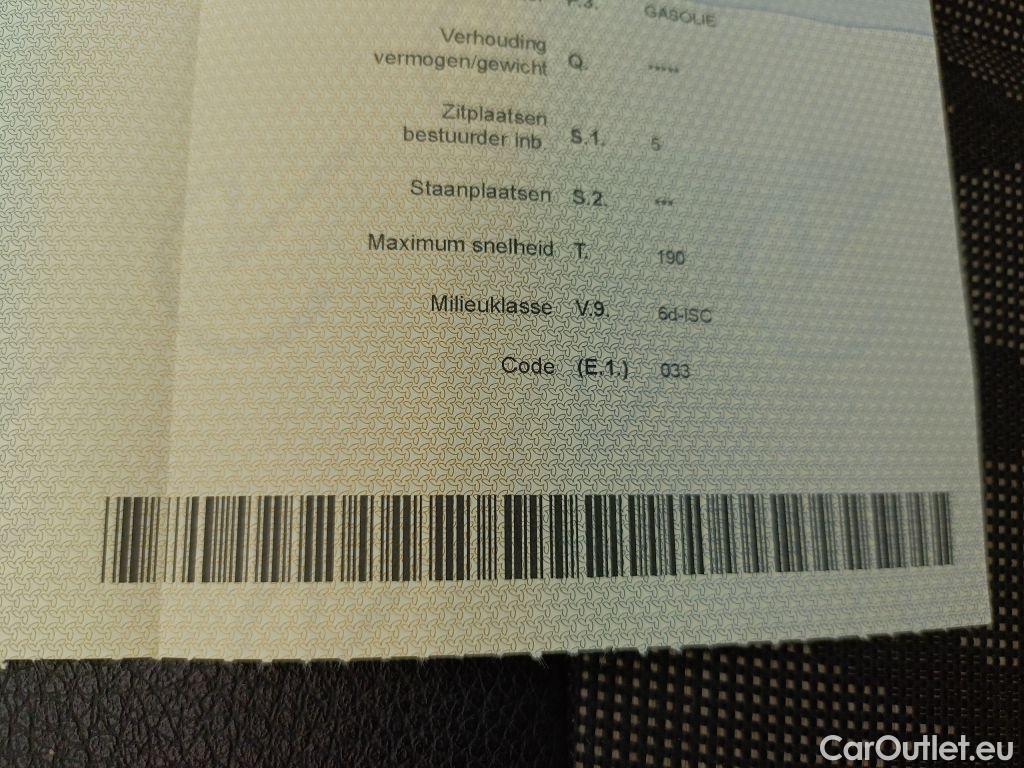 P.3. GASOLIE
Verhouding
vermogen/gewicht Q. *****
Zitplaatsen
bestuurder inb. S.1. 5
Staanplaatsen S.2. ***
Maximum snelheid T. 190
Milieuklasse V.9. 6d-ISC
Code (E.1.) 033
CarOutlet.eu